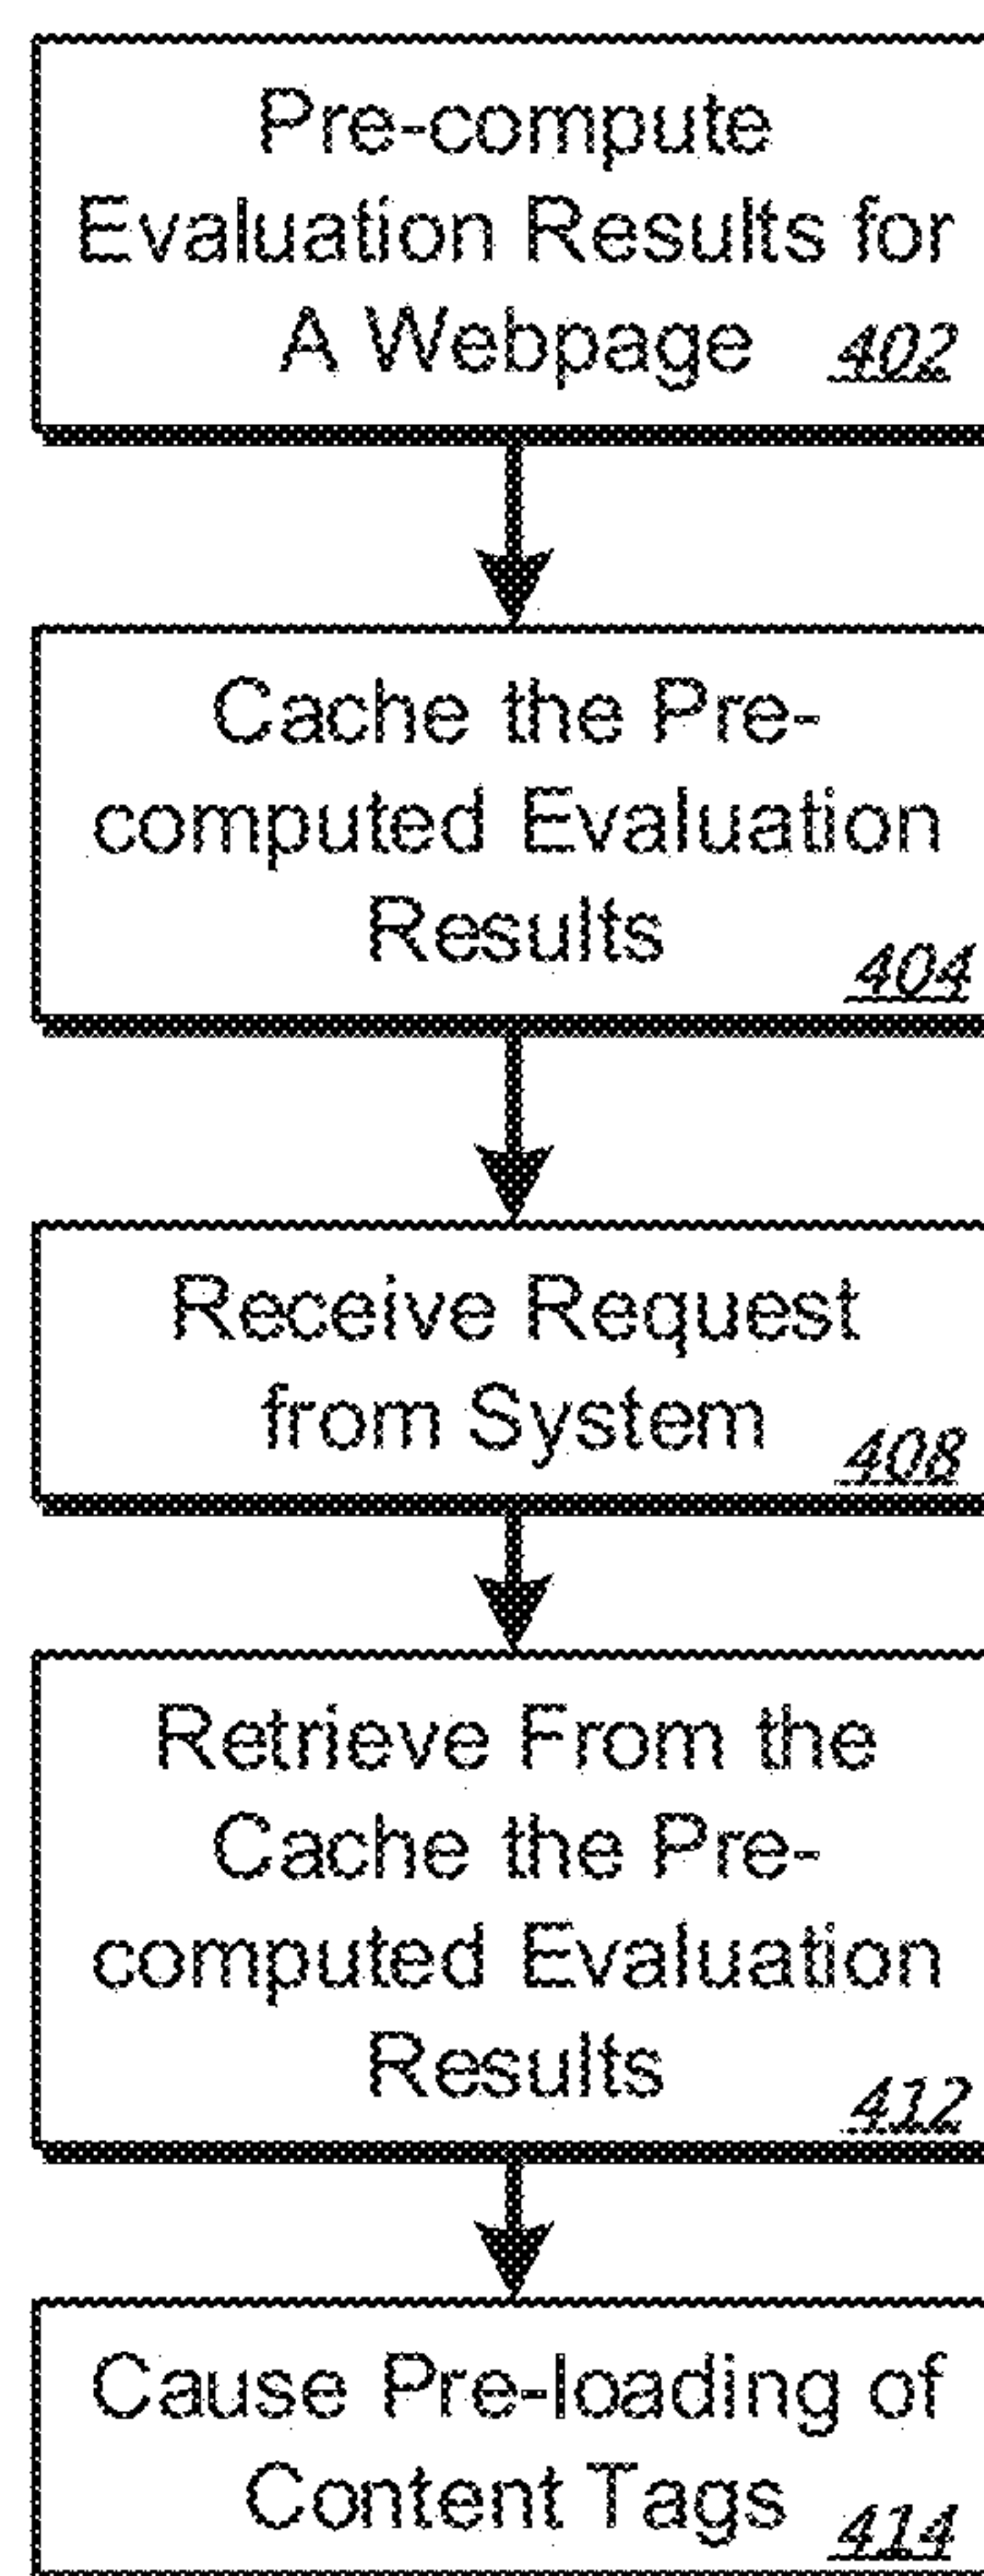 Pre-compute
Evaluation Results for
A Webpage 402
Cache the Pre-
computed Evaluation
Results 404
Receive Request
from System 408
Retrieve From the
Cache the Pre-
computed Evaluation
Results 412
Cause Pre-loading of
Content Tags 414